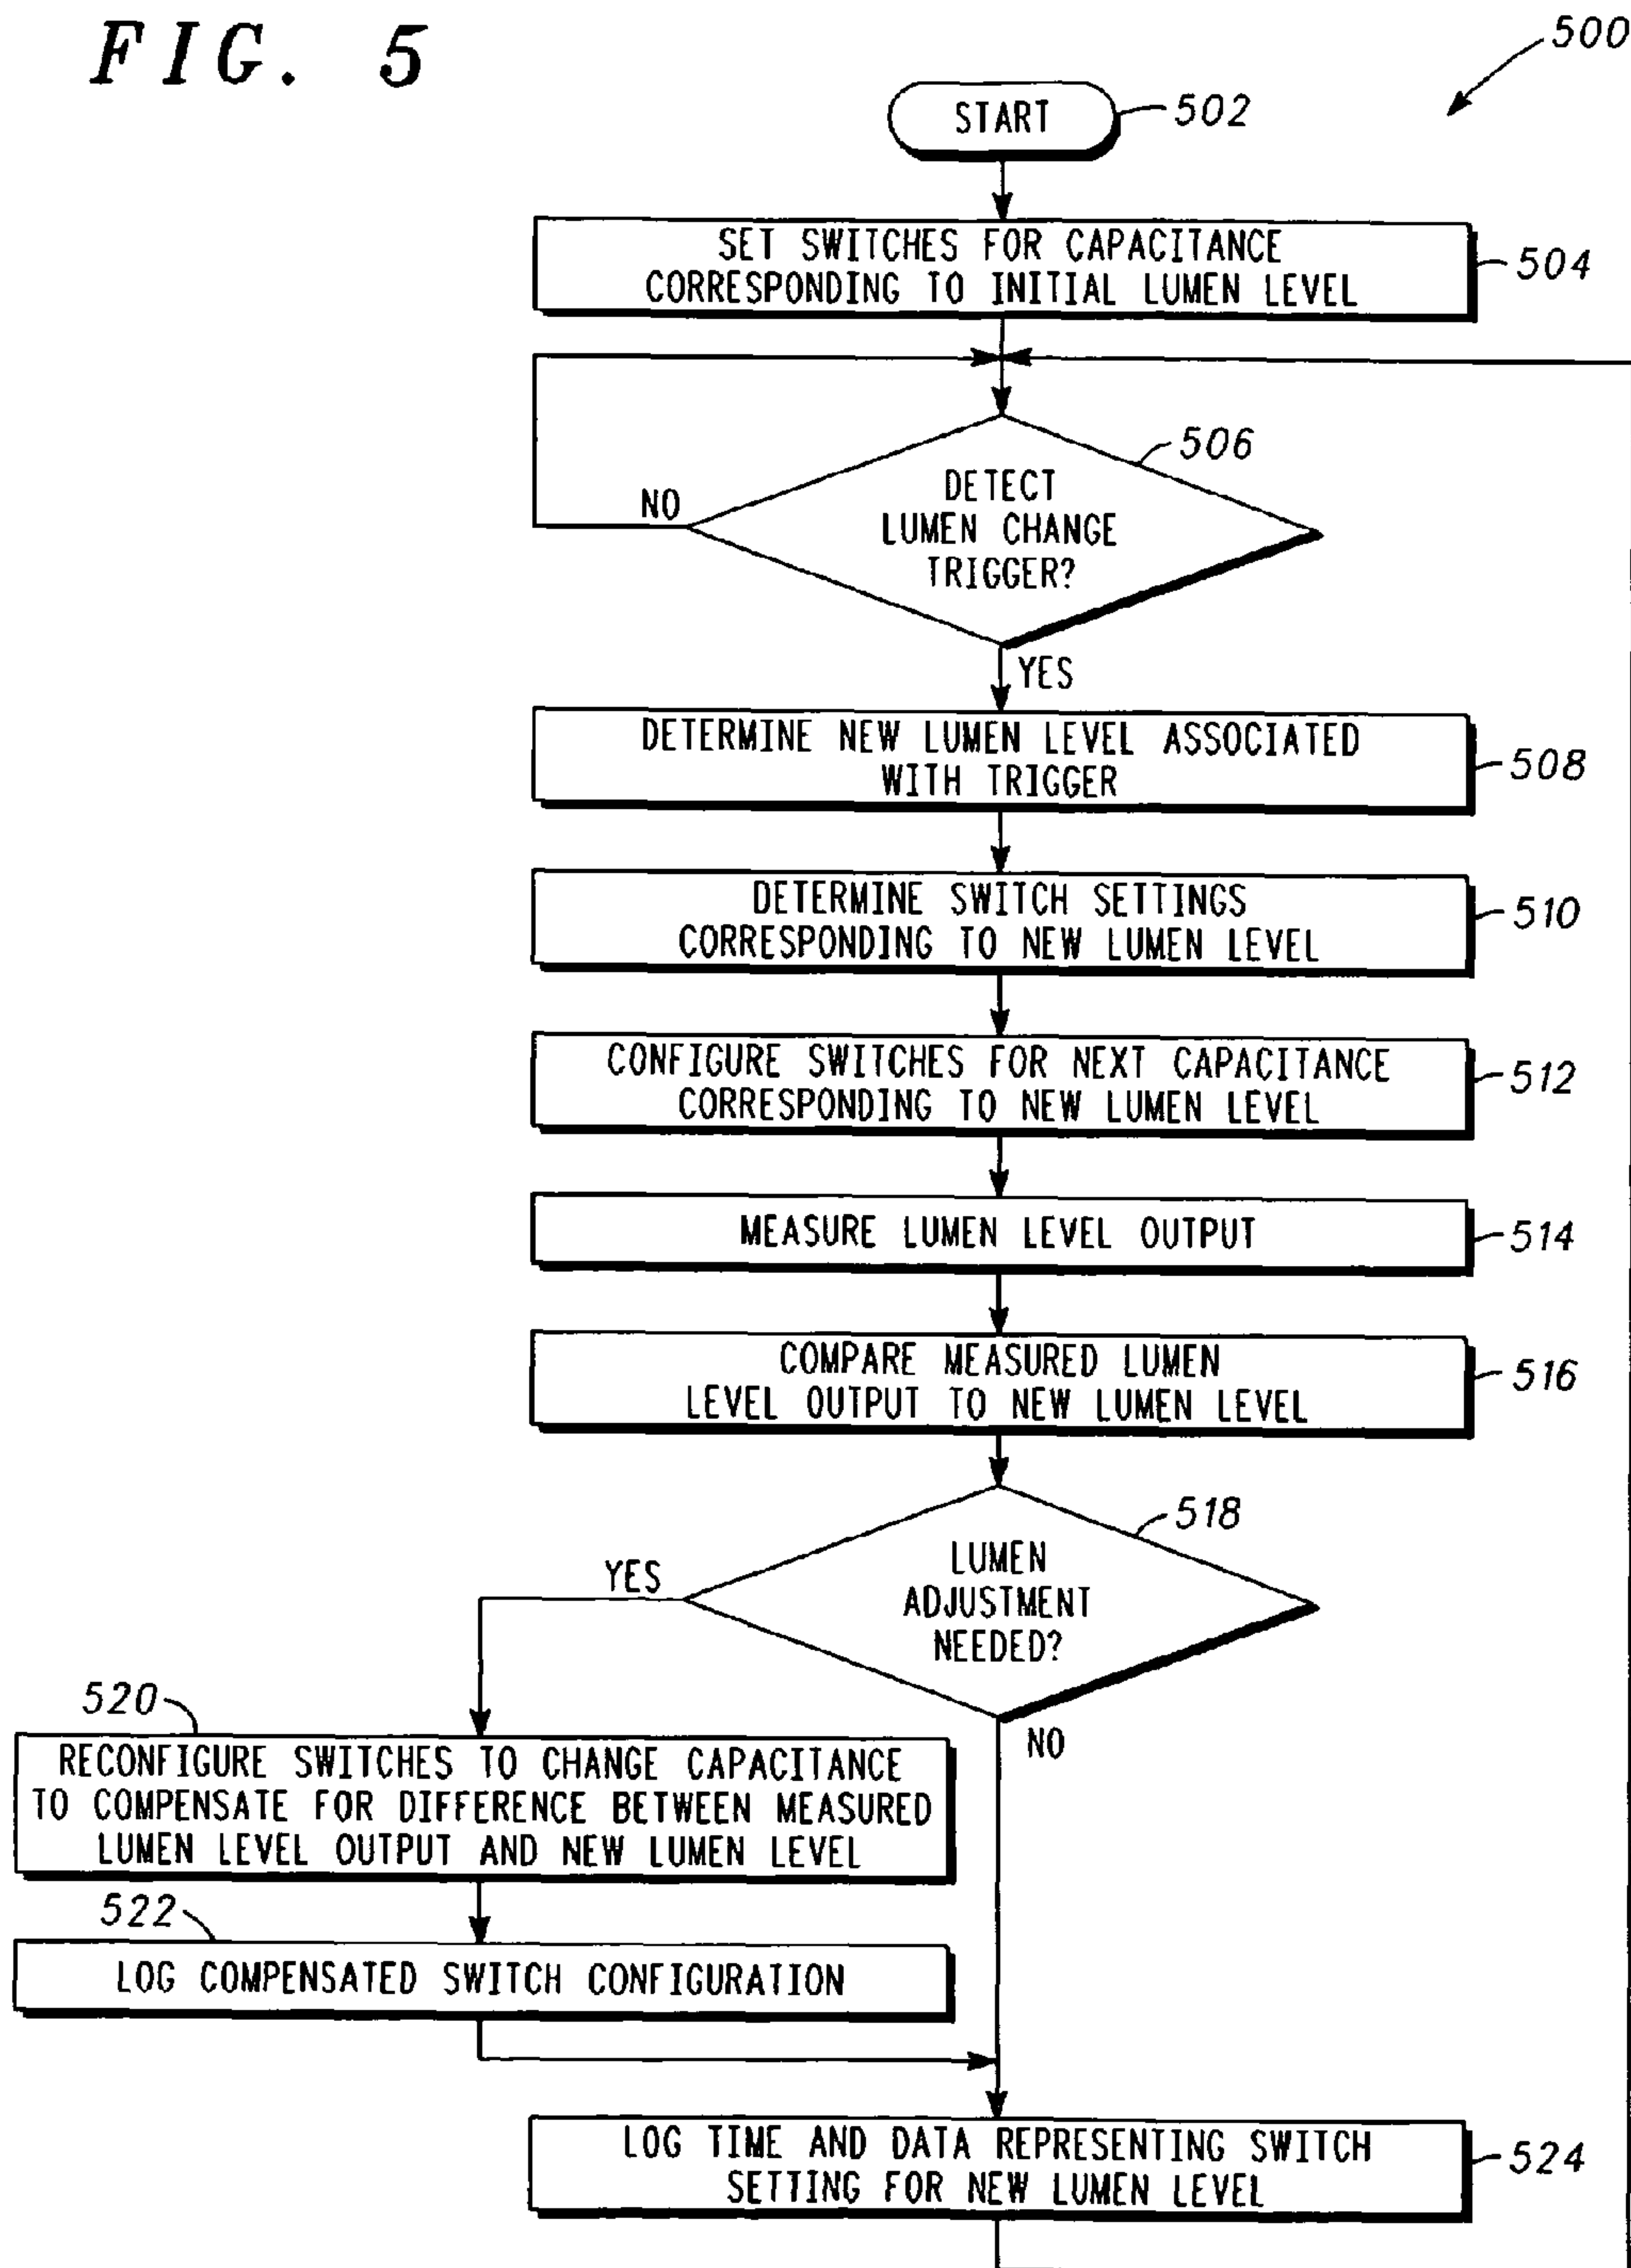 FIG. 5
500
START
502
SET SWITCHES FOR CAPACITANCE
CORRESPONDING TO INITIAL LUMEN LEVEL
504
506
DETECT
LUMEN CHANGE
TRIGGER?
NO
YES
DETERMINE NEW LUMEN LEVEL ASSOCIATED
WITH TRIGGER
508
DETERMINE SWITCH SETTINGS
CORRESPONDING TO NEW LUMEN LEVEL
510
CONFIGURE SWITCHES FOR NEXT CAPACITANCE
CORRESPONDING TO NEW LUMEN LEVEL
512
MEASURE LUMEN LEVEL OUTPUT
514
COMPARE MEASURED LUMEN
LEVEL OUTPUT TO NEW LUMEN LEVEL
516
518
LUMEN
ADJUSTMENT
NEEDED?
YES
NO
520
RECONFIGURE SWITCHES TO CHANGE CAPACITANCE
TO COMPENSATE FOR DIFFERENCE BETWEEN MEASURED
LUMEN LEVEL OUTPUT AND NEW LUMEN LEVEL
522
LOG COMPENSATED SWITCH CONFIGURATION
LOG TIME AND DATA REPRESENTING SWITCH
SETTING FOR NEW LUMEN LEVEL
524